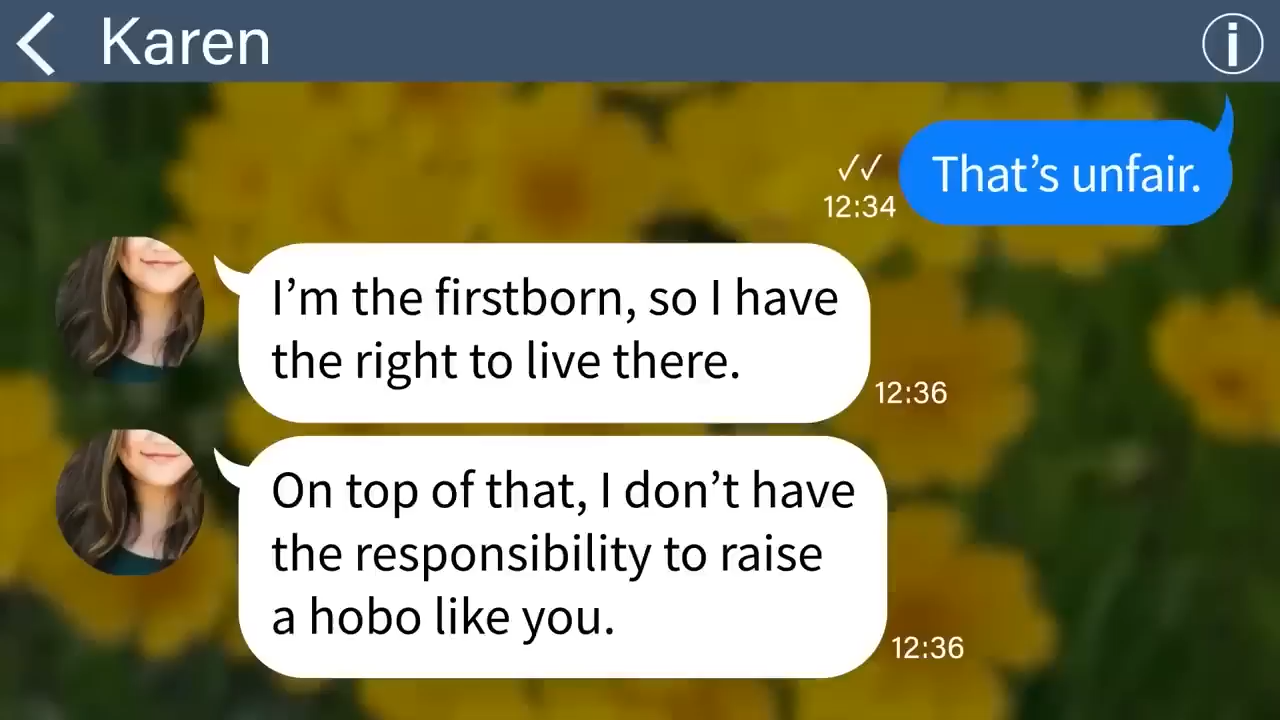 Karen
That’s unfair.
12:34
I’m the firstborn, so I have
the right to live there.
12:36
On top of that, I don’t have
the responsibility to raise
a hobo like you.
12:36